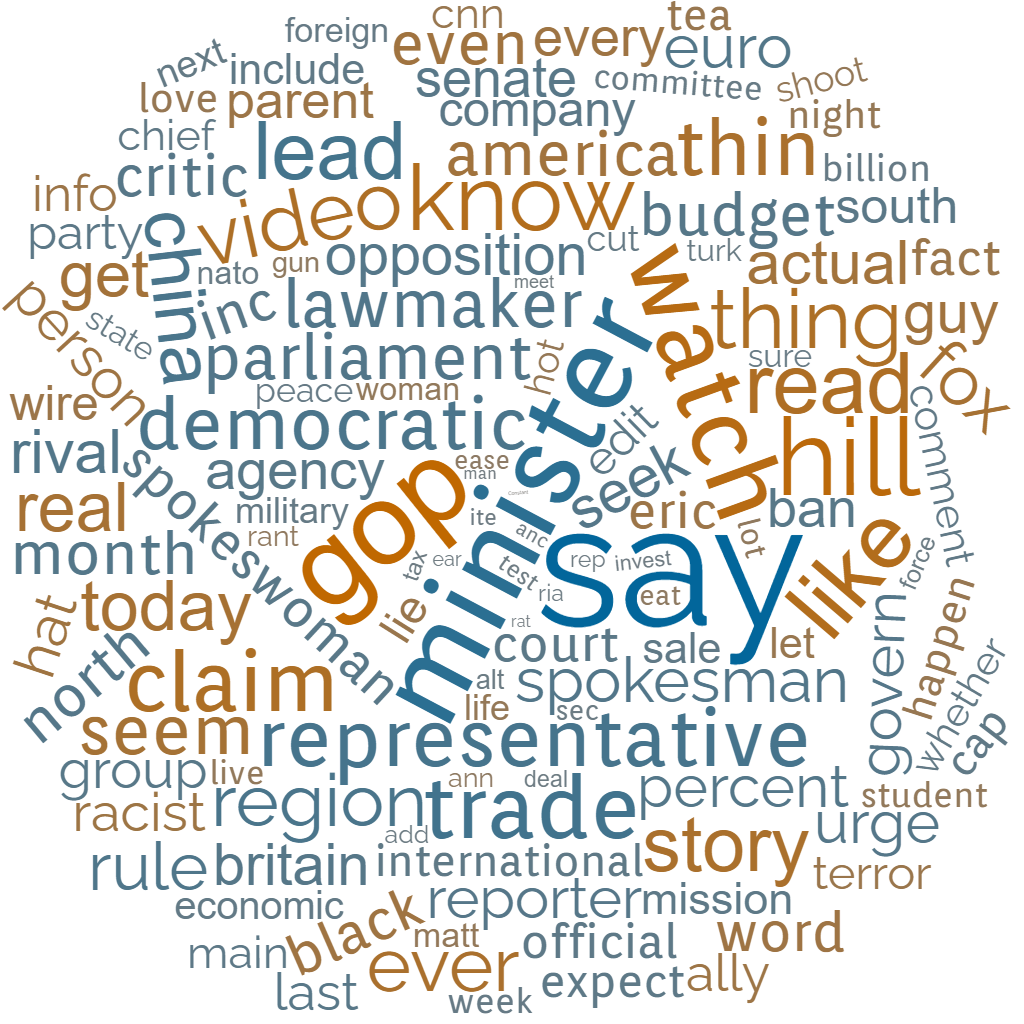 cnn
tea
foreign
even
every
euro
next
include
senate
committee
shoot
love
parent
company
night
chief
lead
america
thin
billion
critic
info
video
know
budget
south
party
china
opposition
cut
turk
actual
fact
get
nato
gun
meet
person
inc
lawmaker
watch
thing
guy
state
parliament
hot
minister
sure
fox
wire
peace
woman
read
comment
democratic
edit
hill
rival
spokeswoman
agency
gop
ease
man
seek
real
military
ite
eric
ban
rant
anc
say
lot
like
force
month
tax
ear
test
rep
invest
today
lie
ria
eat
hat
rat
court
sale
let
govern
happen
north
claim
alt
spokesman
whether
life
sec
seem
representative
cap
group
live
ann
deal
percent
student
racist
region
trade
story
urge
add
rule
britain
international
terror
economic
black
reporter
mission
matt
official
word
main
ever
expect
ally
last
week